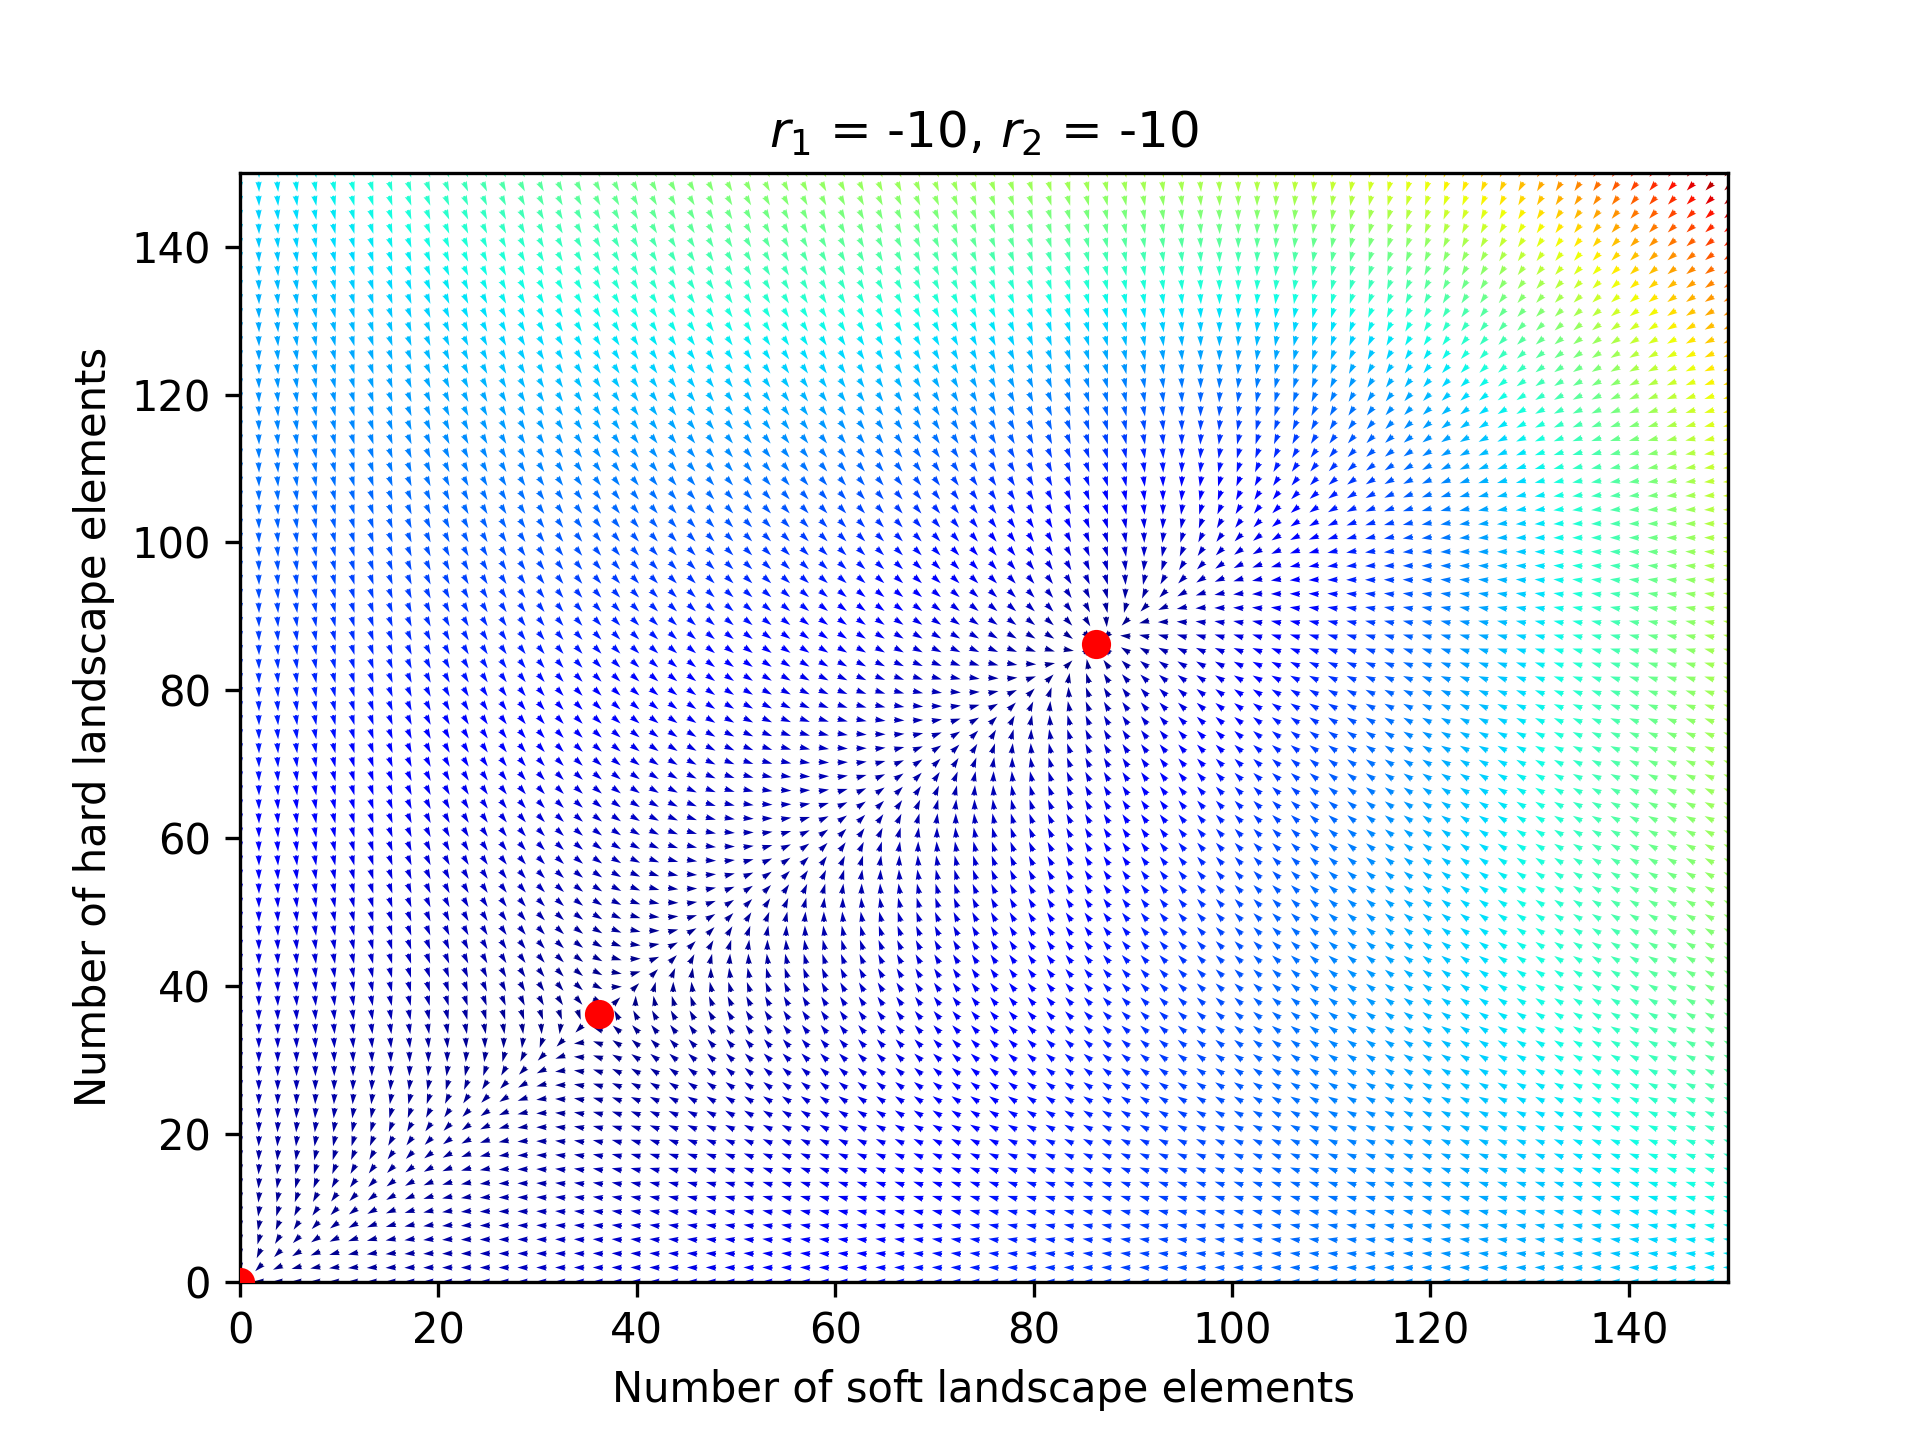 r₁ = -10, r₂ = -10
140
120
100
80
60
40
20
0
Number of hard landscape elements
0 20 40 60 80 100 120 140
Number of soft landscape elements